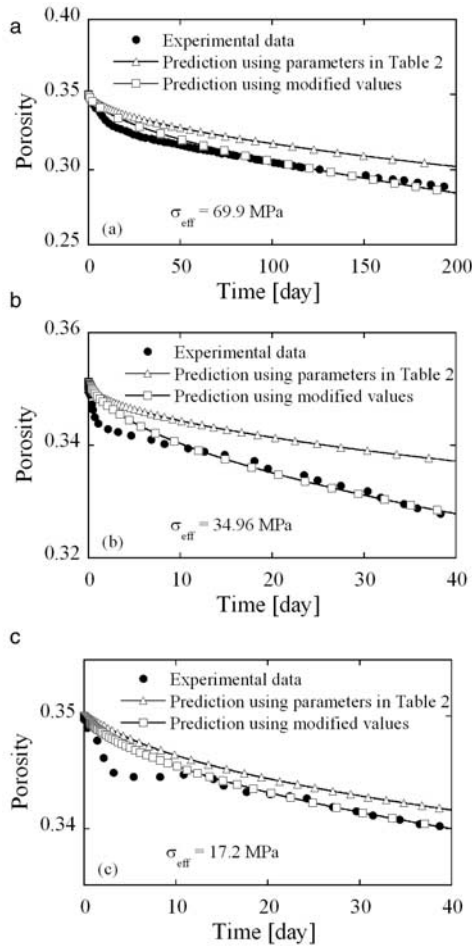 a
0.40
Experimental data
Prediction using parameters in Table 2
Prediction using modified values
0.35
Porosity
0.30
σeff = 69.9 MPa
(a)
0.25
0 50 100 150 200
Time [day]
b
0.36
Experimental data
Prediction using parameters in Table 2
Prediction using modified values
Porosity
0.34
(b)
σeff = 34.96 MPa
0.32
0 10 20 30 40
Time [day]
c
Experimental data
Prediction using parameters in Table 2
Prediction using modified values
0.35
Porosity
0.34
σeff = 17.2 MPa
(c)
0 10 20 30 40
Time [day]